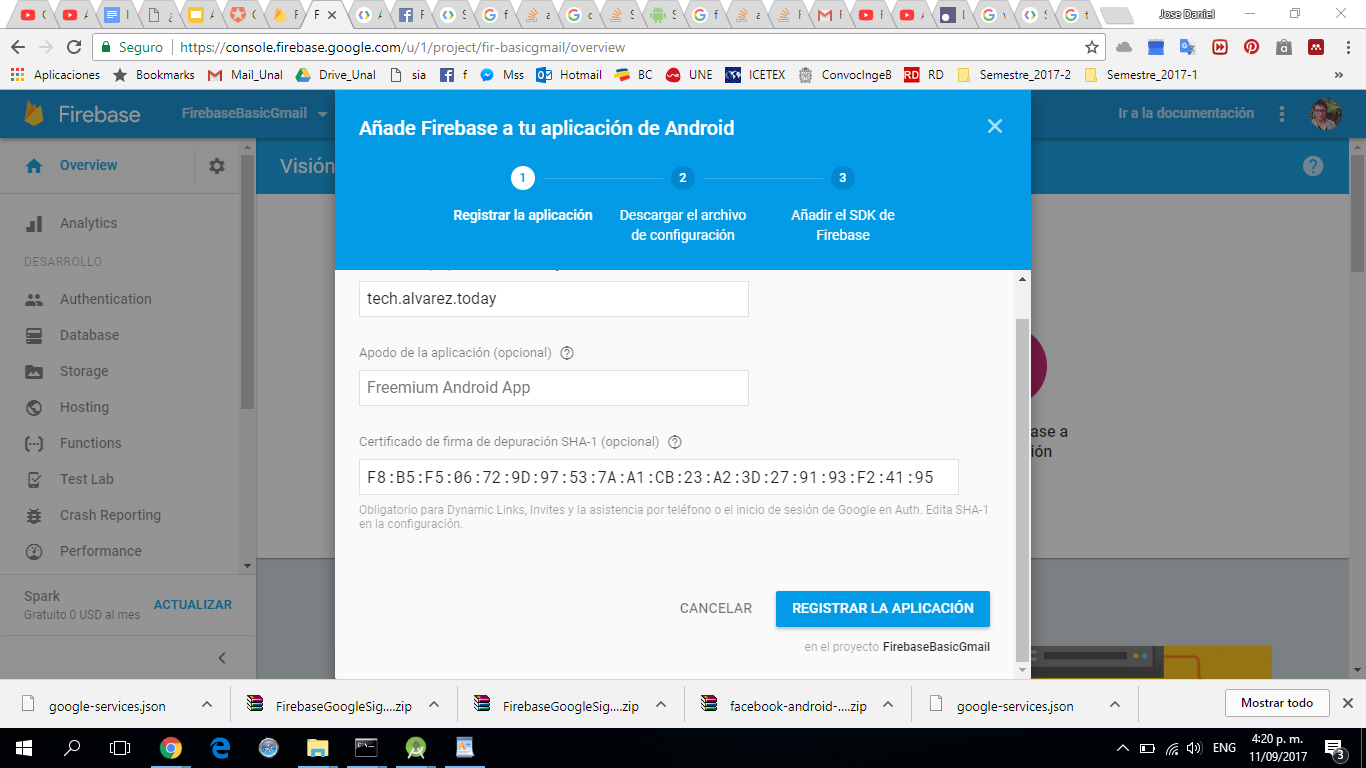 Jose Daniel
Seguro
https://console.firebase.google.com/u/1/project/fir-basicgmail/overview
Aplicaciones Bookmarks Mail_Unal Drive_Unal sia f Mss Hotmail BC UNE ICETEX ConvocIngeB RD RD Semestre_2017-2 Semestre_2017-1 »
Firebase
FirebaseBasicGmail
Ir a la documentación
Overview
Visión
Analytics
DESARROLLO
Authentication
Database
Storage
Hosting
Functions
Test Lab
Crash Reporting
Performance
Spark
Gratuito 0 USD al mes
ACTUALIZAR
Añade Firebase a tu aplicación de Android
1 2 3
Registrar la aplicación
Descargar el archivo
de configuración
Añadir el SDK de
Firebase
tech.alvarez.today
Apodo de la aplicación (opcional) ?
Freemium Android App
Certificado de firma de depuración SHA-1 (opcional) ?
F8:B5:F5:06:72:9D:97:53:7A:A1:CB:23:A2:3D:27:91:93:F2:41:95
Obligatorio para Dynamic Links, Invites y la asistencia por teléfono o el inicio de sesión de Google en Auth. Edita SHA-1
en la configuración.
CANCELAR
REGISTRAR LA APLICACIÓN
en el proyecto FirebaseBasicGmail
ase a
ión
google-services.json
FirebaseGoogleSig....zip
FirebaseGoogleSig....zip
facebook-android-....zip
google-services.json
Mostrar todo
ENG
4:20 p. m.
11/09/2017
3